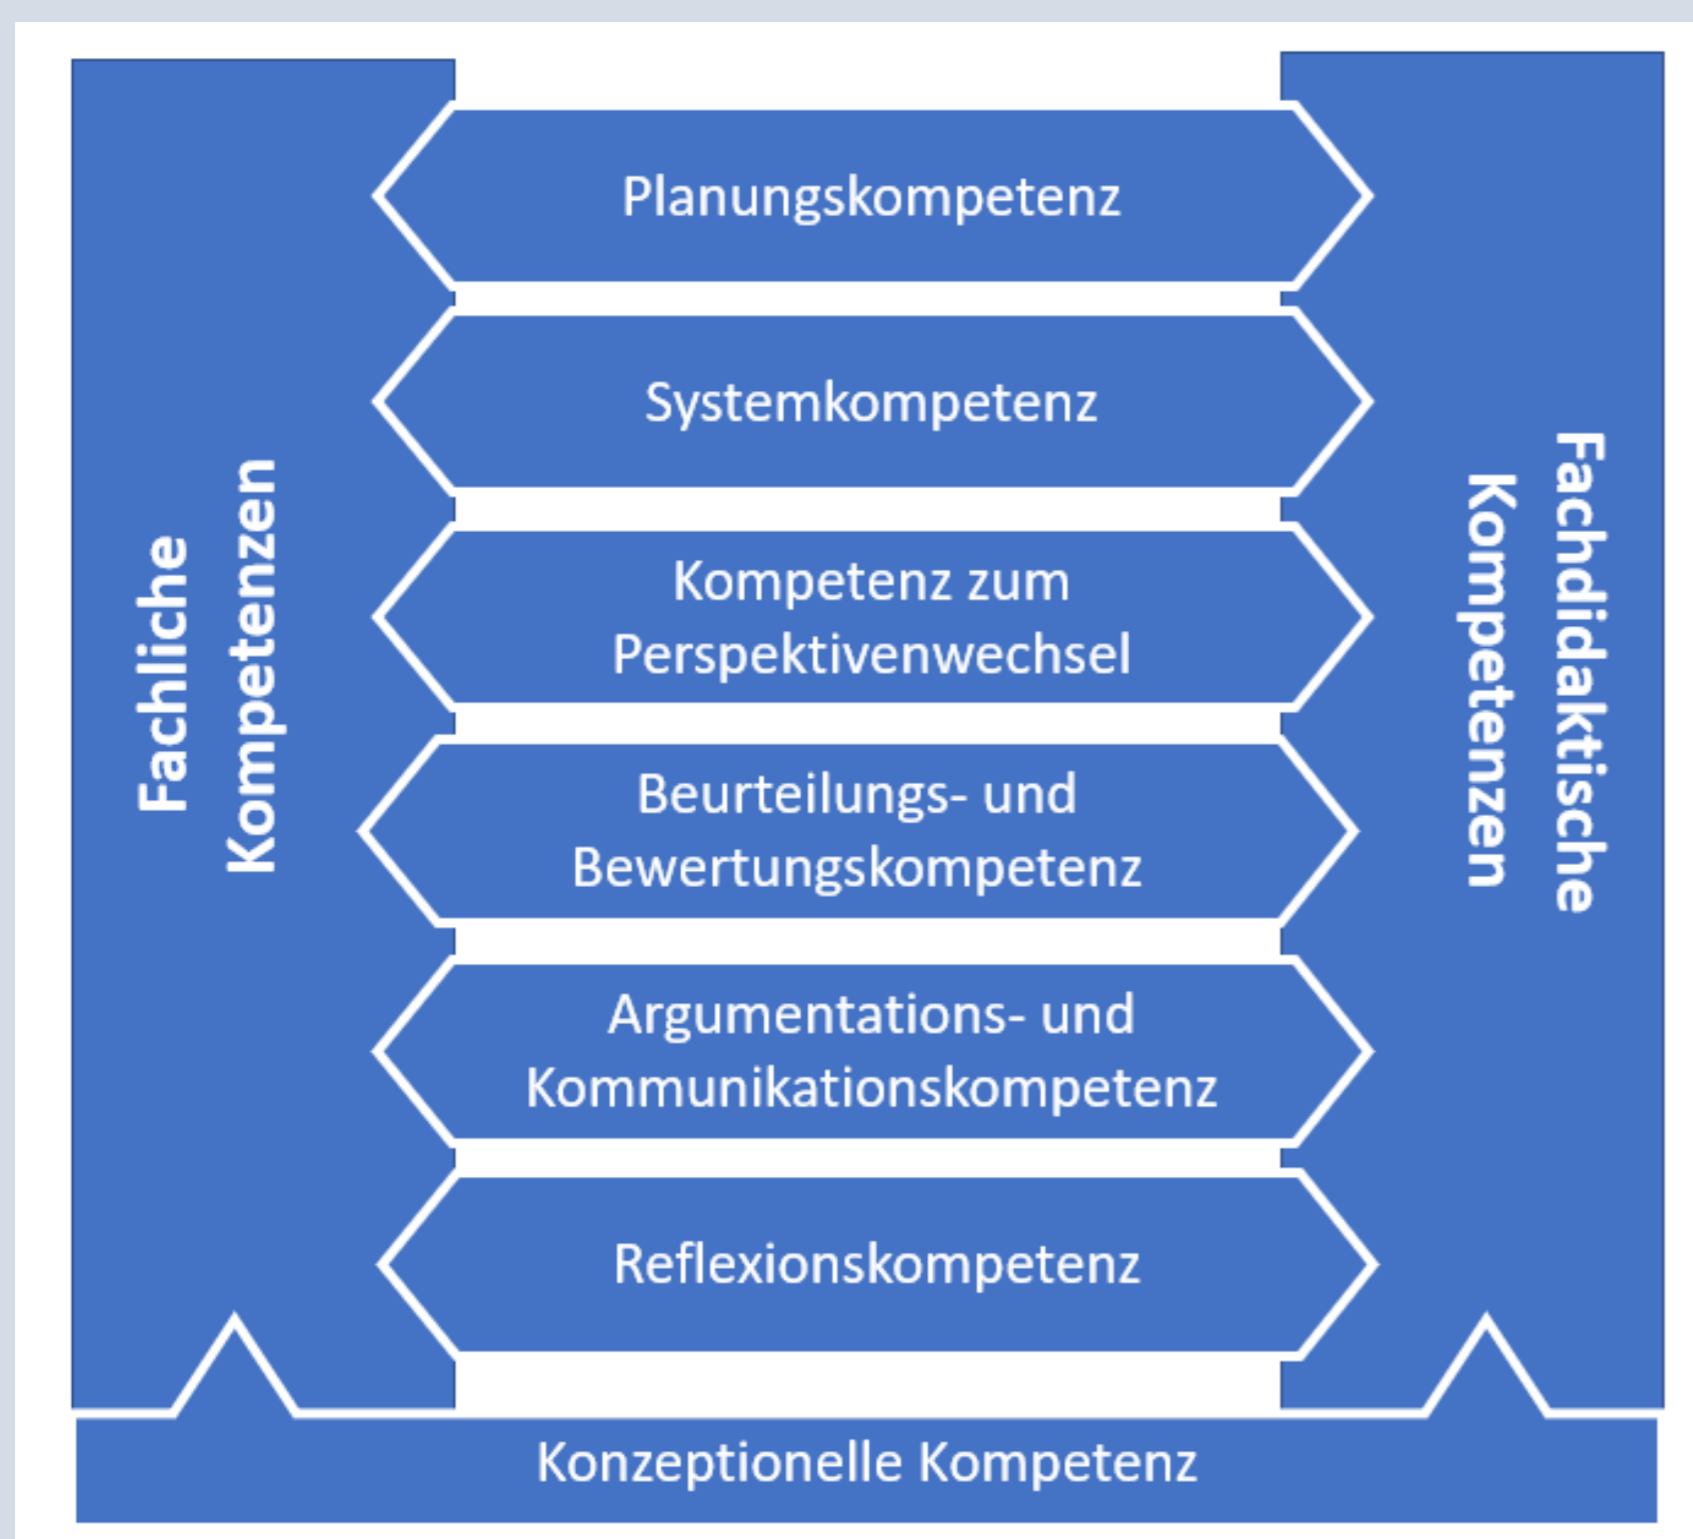 Fachliche
Kompetenzen
Planungskompetenz
Systemkompetenz
Kompetenz zum
Perspektivenwechsel
Beurteilungs- und
Bewertungskompetenz
Argumentations- und
Kommunikationskompetenz
Reflexionskompetenz
Fachdidaktische
Kompetenzen
Konzeptionelle Kompetenz